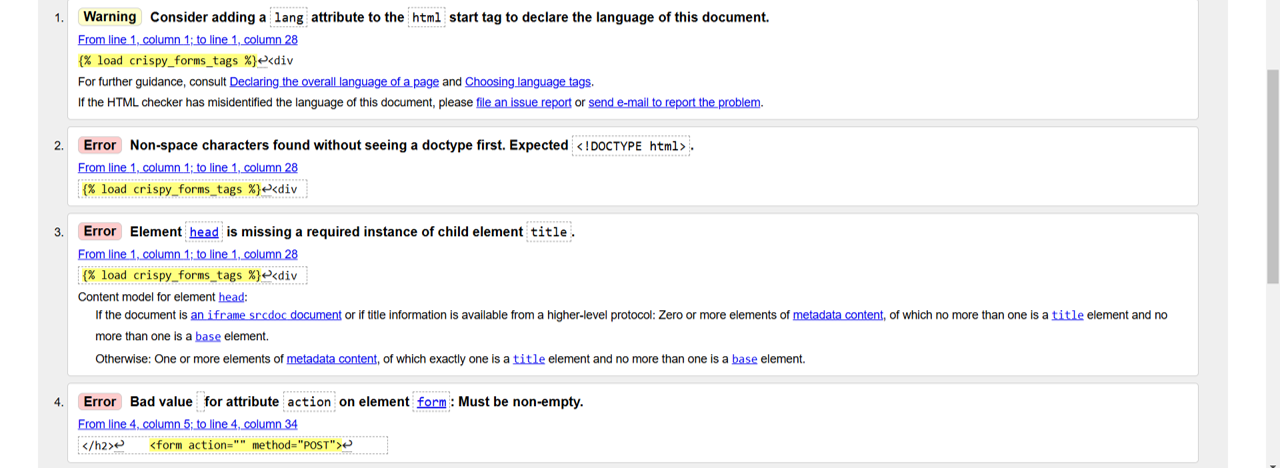 1. Warning Consider adding a lang attribute to the html start tag to declare the language of this document.
From line 1, column 1; to line 1, column 28
{% load crispy_forms_tags %}↩<div
For further guidance, consult Declaring the overall language of a page and Choosing language tags.
If the HTML checker has misidentified the language of this document, please file an issue report or send e-mail to report the problem.
2. Error Non-space characters found without seeing a doctype first. Expected <!DOCTYPE html>.
From line 1, column 1; to line 1, column 28
{% load crispy_forms_tags %}↩<div
3. Error Element head is missing a required instance of child element title.
From line 1, column 1; to line 1, column 28
{% load crispy_forms_tags %}↩<div
Content model for element head:
If the document is an iframe srcdoc document or if title information is available from a higher-level protocol: Zero or more elements of metadata content, of which no more than one is a title element and no
more than one is a base element.
Otherwise: One or more elements of metadata content, of which exactly one is a title element and no more than one is a base element.
4. Error Bad value for attribute action on element form: Must be non-empty.
From line 4, column 5; to line 4, column 34
</h2>↩ <form action="" method="POST">↩